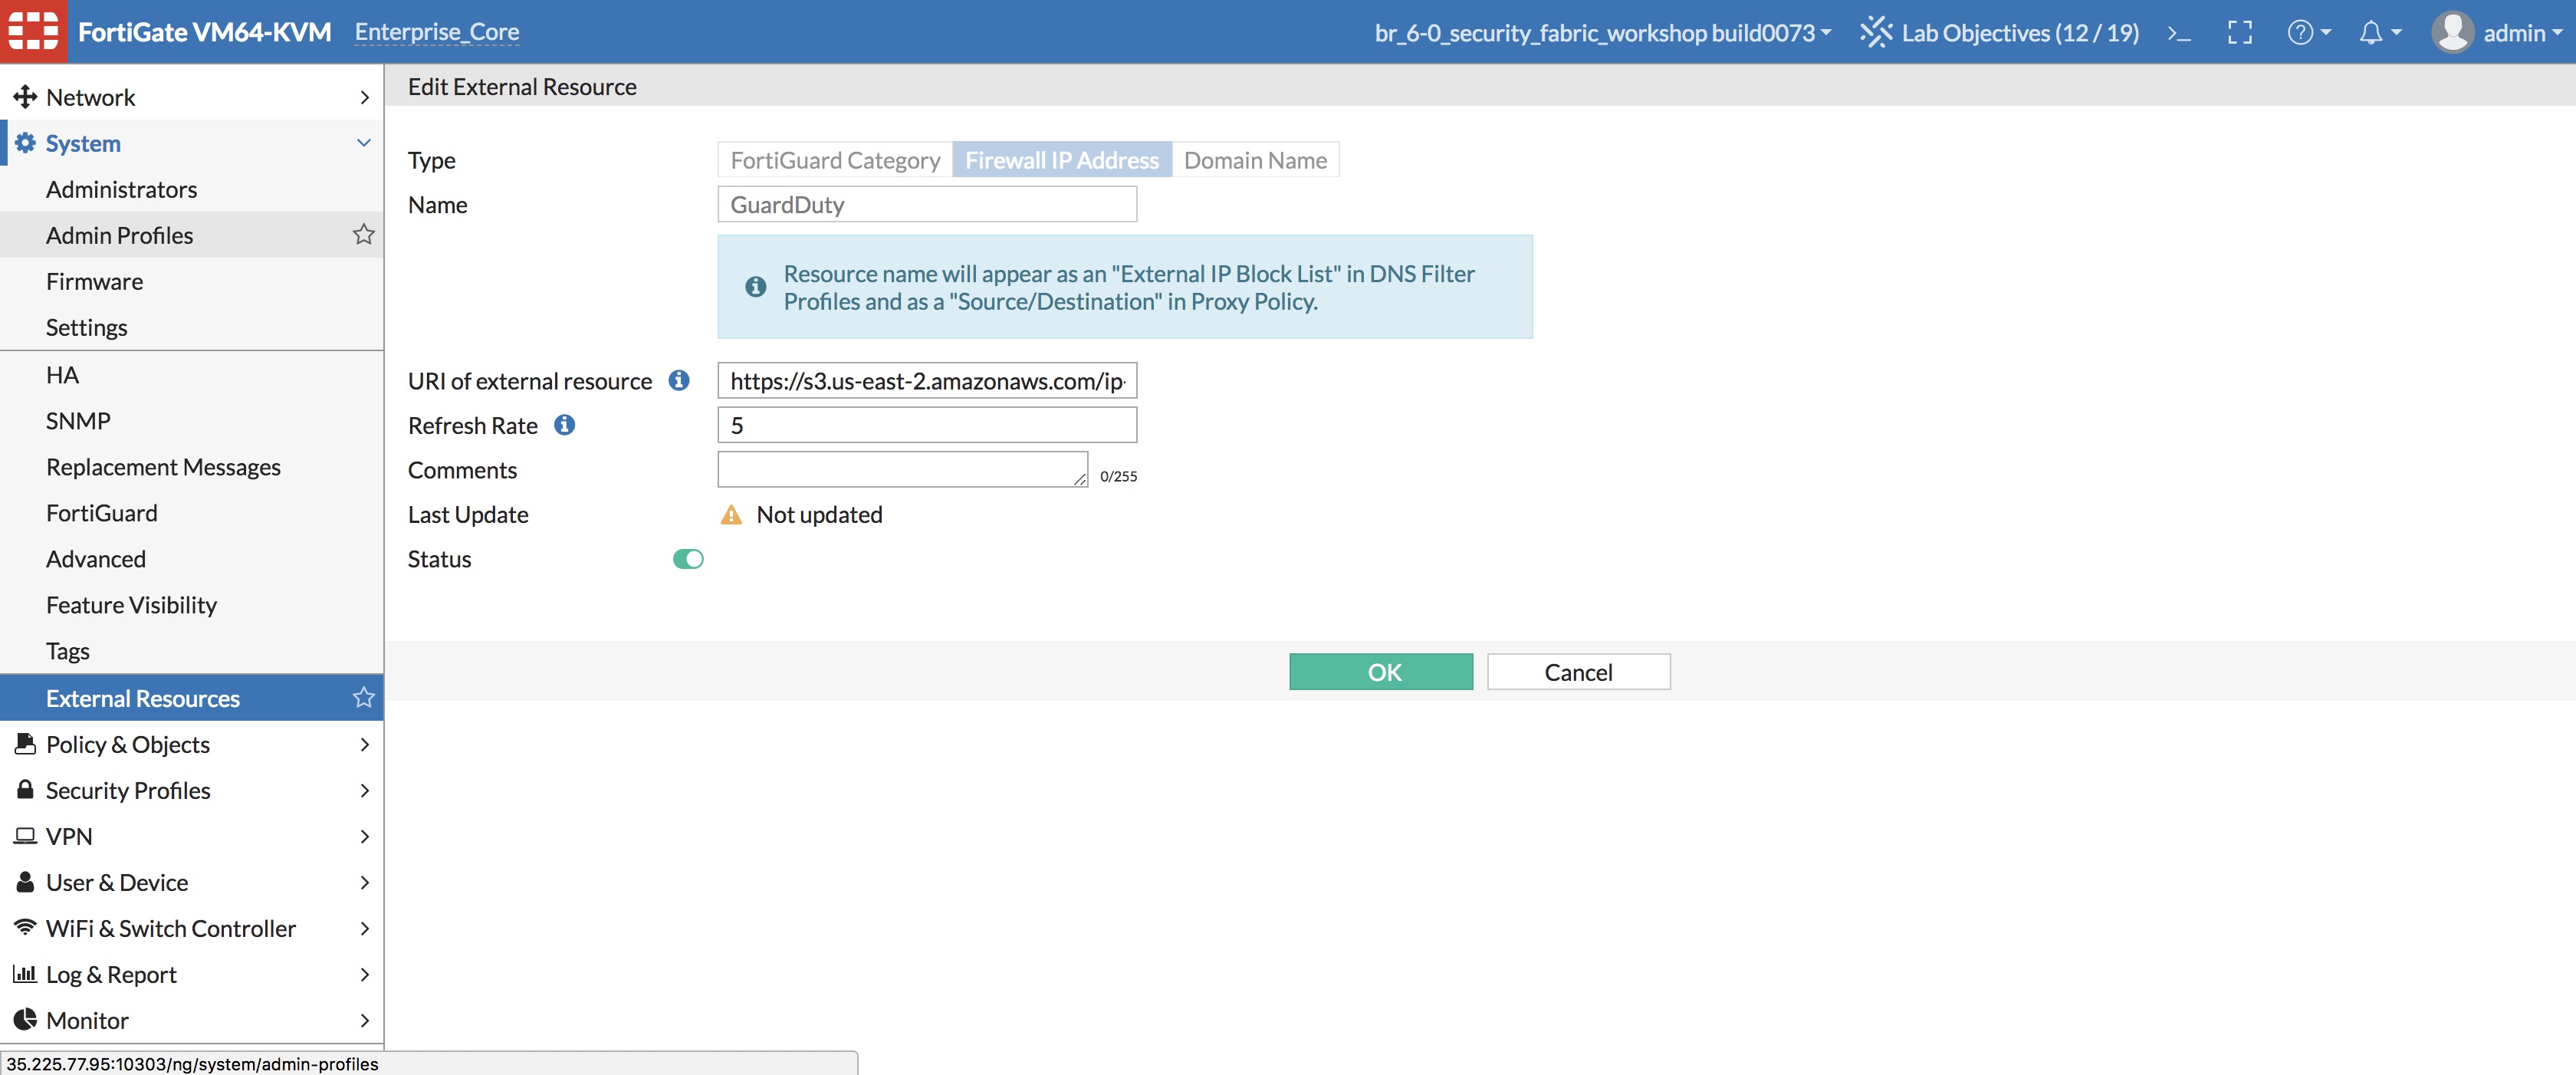 FortiGate VM64-KVM Enterprise_Core br_6-0_security_fabric_workshop build0073 Lab Objectives (12 / 19) >_ ? admin
Network
System
Administrators
Admin Profiles
Firmware
Settings
HA
SNMP
Replacement Messages
FortiGuard
Advanced
Feature Visibility
Tags
External Resources
Policy & Objects
Security Profiles
VPN
User & Device
WiFi & Switch Controller
Log & Report
Monitor
Edit External Resource
Type FortiGuard Category Firewall IP Address Domain Name
Name GuardDuty
Resource name will appear as an "External IP Block List" in DNS Filter
Profiles and as a "Source/Destination" in Proxy Policy.
URI of external resource https://s3.us-east-2.amazonaws.com/ip-
Refresh Rate 5
Comments 0/255
Last Update Not updated
Status
OK Cancel
35.225.77.95:10303/ng/system/admin-profiles